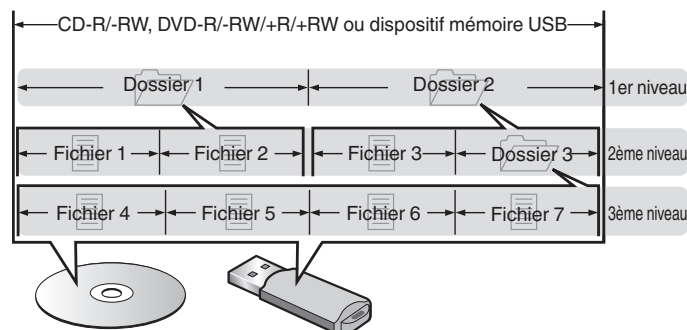 CD-R/-RW, DVD-R/-RW/+R/+RW ou dispositif mémoire USB
Dossier 1 Dossier 2 1er niveau
Fichier 1 Fichier 2 Fichier 3 Dossier 3 2ème niveau
Fichier 4 Fichier 5 Fichier 6 Fichier 7 3ème niveau